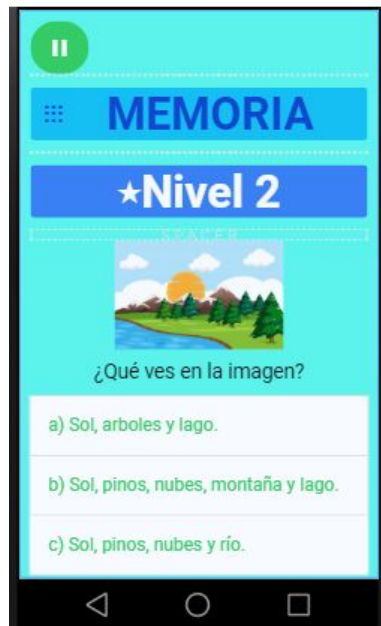 MEMORIA
★Nivel 2
SPACER
¿Qué ves en la imagen?
a) Sol, arboles y lago.
b) Sol, pinos, nubes, montaña y lago.
c) Sol, pinos, nubes y río.